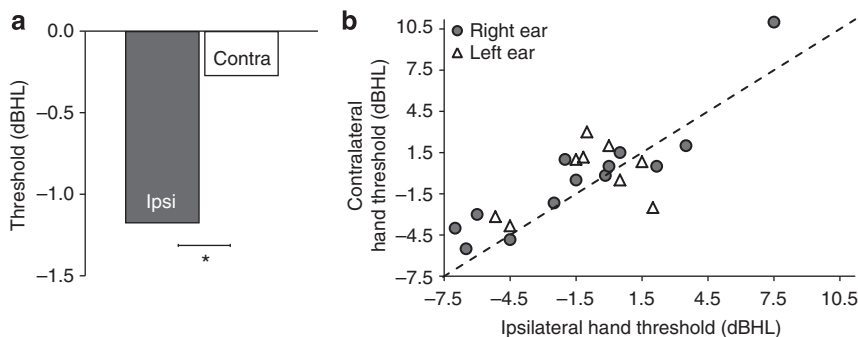 a
Threshold (dBHL)
0.0
−0.5
−1.0
−1.5
Ipsi
Contra
*
b
Contralateral
hand threshold (dBHL)
10.5
7.5
4.5
1.5
−1.5
−4.5
−7.5
Right ear
Left ear
−7.5 −4.5 −1.5 1.5 4.5 7.5 10.5
Ipsilateral hand threshold (dBHL)